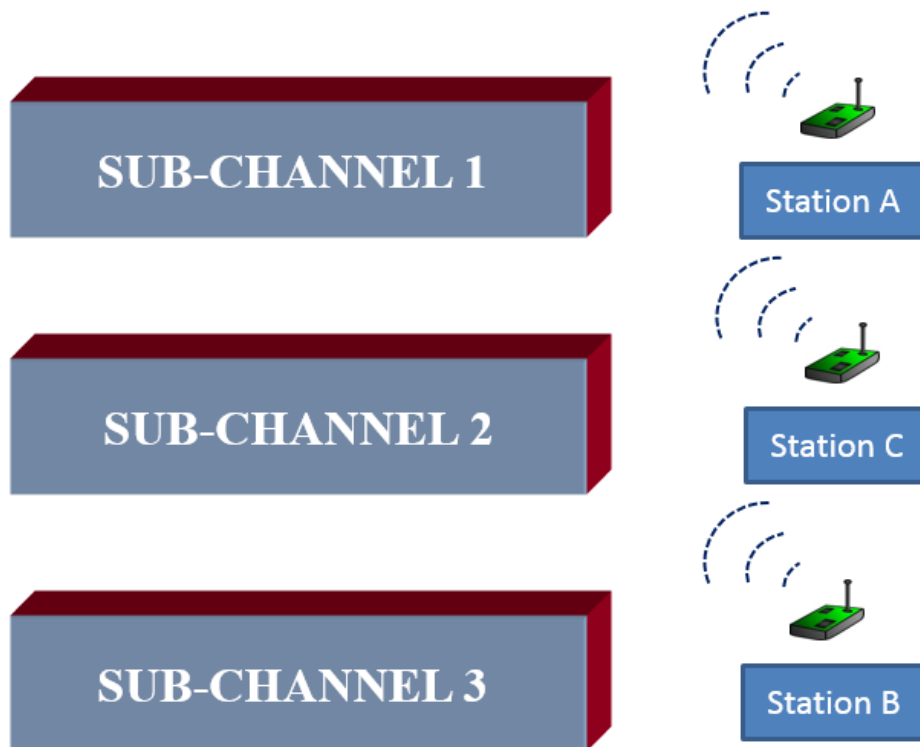 SUB-CHANNEL 1
Station A
SUB-CHANNEL 2
Station C
SUB-CHANNEL 3
Station B